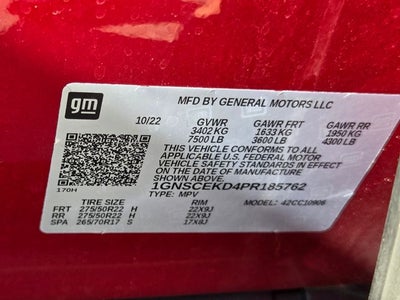 gm
MFD BY GENERAL MOTORS LLC
10/22 GVWR GAWR FRT GAWR RR
3402 KG 1633 KG 1950 KG
7500 LB 3600 LB 4300 LB
THIS VEHICLE CONFORMS TO ALL
APPLICABLE U.S. FEDERAL MOTOR
VEHICLE SAFETY STANDARDS IN EFFECT
ON THE DATE OF MANUFACTURE
SHOWN ABOVE.
170H
1GNSCEKD4PR185762
TYPE: MPV MODEL: 42CC10906
TIRE SIZE RIM
FRT 275/50R22 H 22X9J
RR 275/50R22 H 22X9J
SPA 265/70R17 S 17X8J